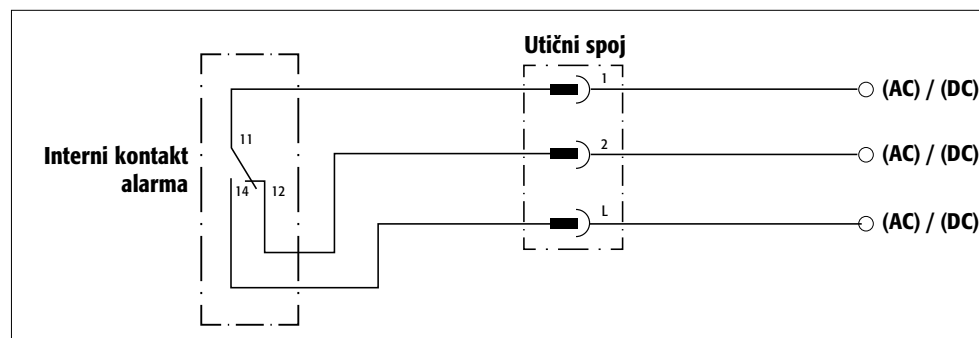 Utični spoj
1
(AC) / (DC)
11
2
(AC) / (DC)
Interni kontakt
alarma
14 12
L
(AC) / (DC)